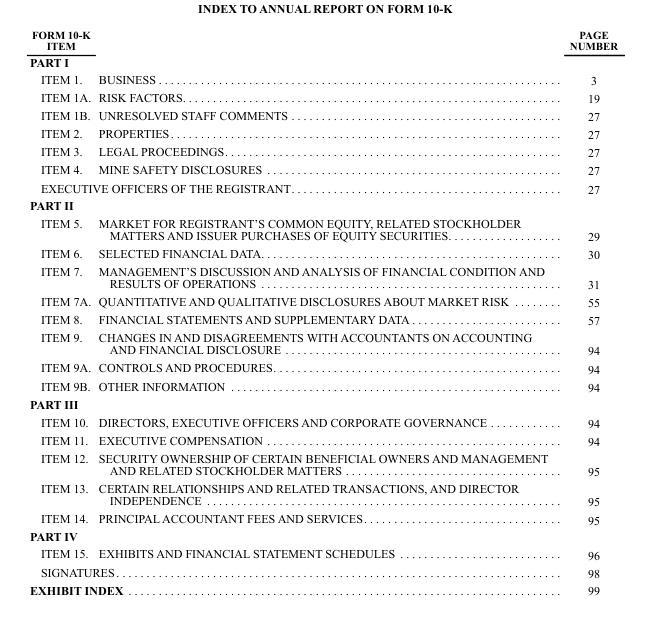 INDEX TO ANNUAL REPORT ON FORM 10-K
FORM 10-K
ITEM
PAGE
NUMBER
PART I
ITEM 1. BUSINESS . . . . . . . . . . 3
ITEM 1A. RISK FACTORS. . . . . . . . . . 19
ITEM 1B. UNRESOLVED STAFF COMMENTS . . . . . . . . . . 27
ITEM 2. PROPERTIES. . . . . . . . . . 27
ITEM 3. LEGAL PROCEEDINGS. . . . . . . . . . 27
ITEM 4. MINE SAFETY DISCLOSURES . . . . . . . . . . 27
EXECUTIVE OFFICERS OF THE REGISTRANT. . . . . . . . . . 27
PART II
ITEM 5. MARKET FOR REGISTRANT'S COMMON EQUITY, RELATED STOCKHOLDER
MATTERS AND ISSUER PURCHASES OF EQUITY SECURITIES. . . . . . . . . . 29
ITEM 6. SELECTED FINANCIAL DATA. . . . . . . . . . 30
ITEM 7. MANAGEMENT'S DISCUSSION AND ANALYSIS OF FINANCIAL CONDITION AND
RESULTS OF OPERATIONS . . . . . . . . . . 31
ITEM 7A. QUANTITATIVE AND QUALITATIVE DISCLOSURES ABOUT MARKET RISK . . . . . . . 55
ITEM 8. FINANCIAL STATEMENTS AND SUPPLEMENTARY DATA . . . . . . . . . . 57
ITEM 9. CHANGES IN AND DISAGREEMENTS WITH ACCOUNTANTS ON ACCOUNTING
AND FINANCIAL DISCLOSURE . . . . . . . . . . 94
ITEM 9A. CONTROLS AND PROCEDURES. . . . . . . . . . 94
ITEM 9B. OTHER INFORMATION . . . . . . . . . . 94
PART III
ITEM 10. DIRECTORS, EXECUTIVE OFFICERS AND CORPORATE GOVERNANCE . . . . . . . . . . 94
ITEM 11. EXECUTIVE COMPENSATION . . . . . . . . . . 94
ITEM 12. SECURITY OWNERSHIP OF CERTAIN BENEFICIAL OWNERS AND MANAGEMENT
AND RELATED STOCKHOLDER MATTERS . . . . . . . . . . 95
ITEM 13. CERTAIN RELATIONSHIPS AND RELATED TRANSACTIONS, AND DIRECTOR
INDEPENDENCE . . . . . . . . . . 95
ITEM 14. PRINCIPAL ACCOUNTANT FEES AND SERVICES. . . . . . . . . . 95
PART IV
ITEM 15. EXHIBITS AND FINANCIAL STATEMENT SCHEDULES . . . . . . . . . . 96
SIGNATURES. . . . . . . . . . 98
EXHIBIT INDEX . . . . . . . . . . 99